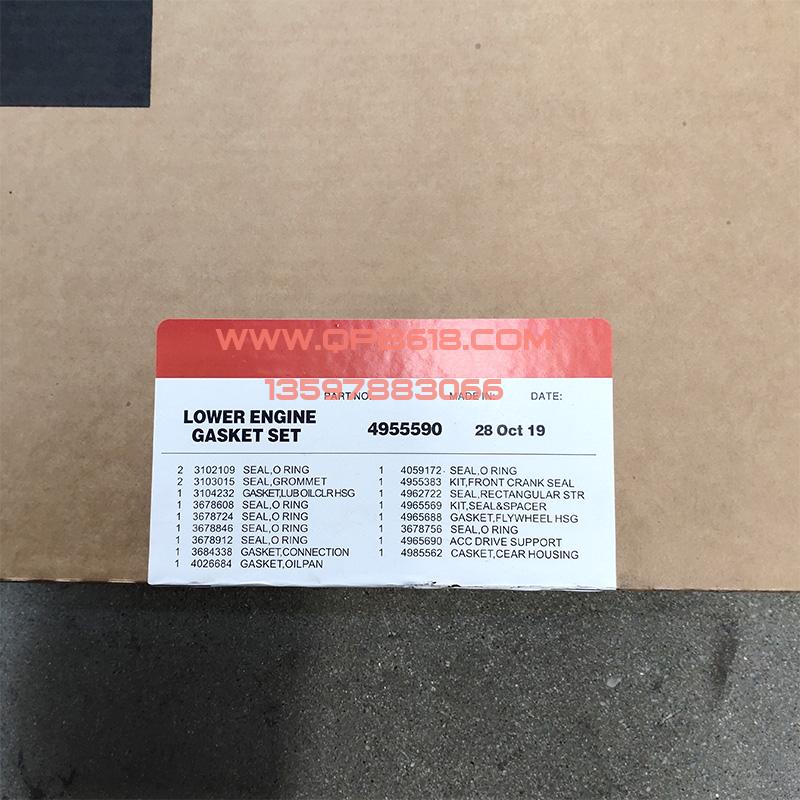 WWW.QPB618.COM
13597883066
PART NO. MADE IN: DATE:
LOWER ENGINE
GASKET SET
4955590 28 Oct 19
2 3102109 SEAL,O RING
2 3103015 SEAL,GROMMET
1 3104232 GASKET,LUBOILCLR HSG
1 3678608 SEAL,O RING
1 3678724 SEAL,O RING
1 3678846 SEAL,O RING
1 3678912 SEAL,O RING
1 3684338 GASKET,CONNECTION
1 4026684 GASKET,OILPAN
1 4059172 SEAL,O RING
1 4955383 KIT,FRONT CRANK SEAL
1 4962722 SEAL,RECTANGULAR STR
1 4965569 KIT,SEAL&SPACER
1 4965688 GASKET,FLYWHEEL HSG
1 3678756 SEAL,O RING
1 4965690 ACC DRIVE SUPPORT
1 4985562 CASKET,CEAR HOUSING